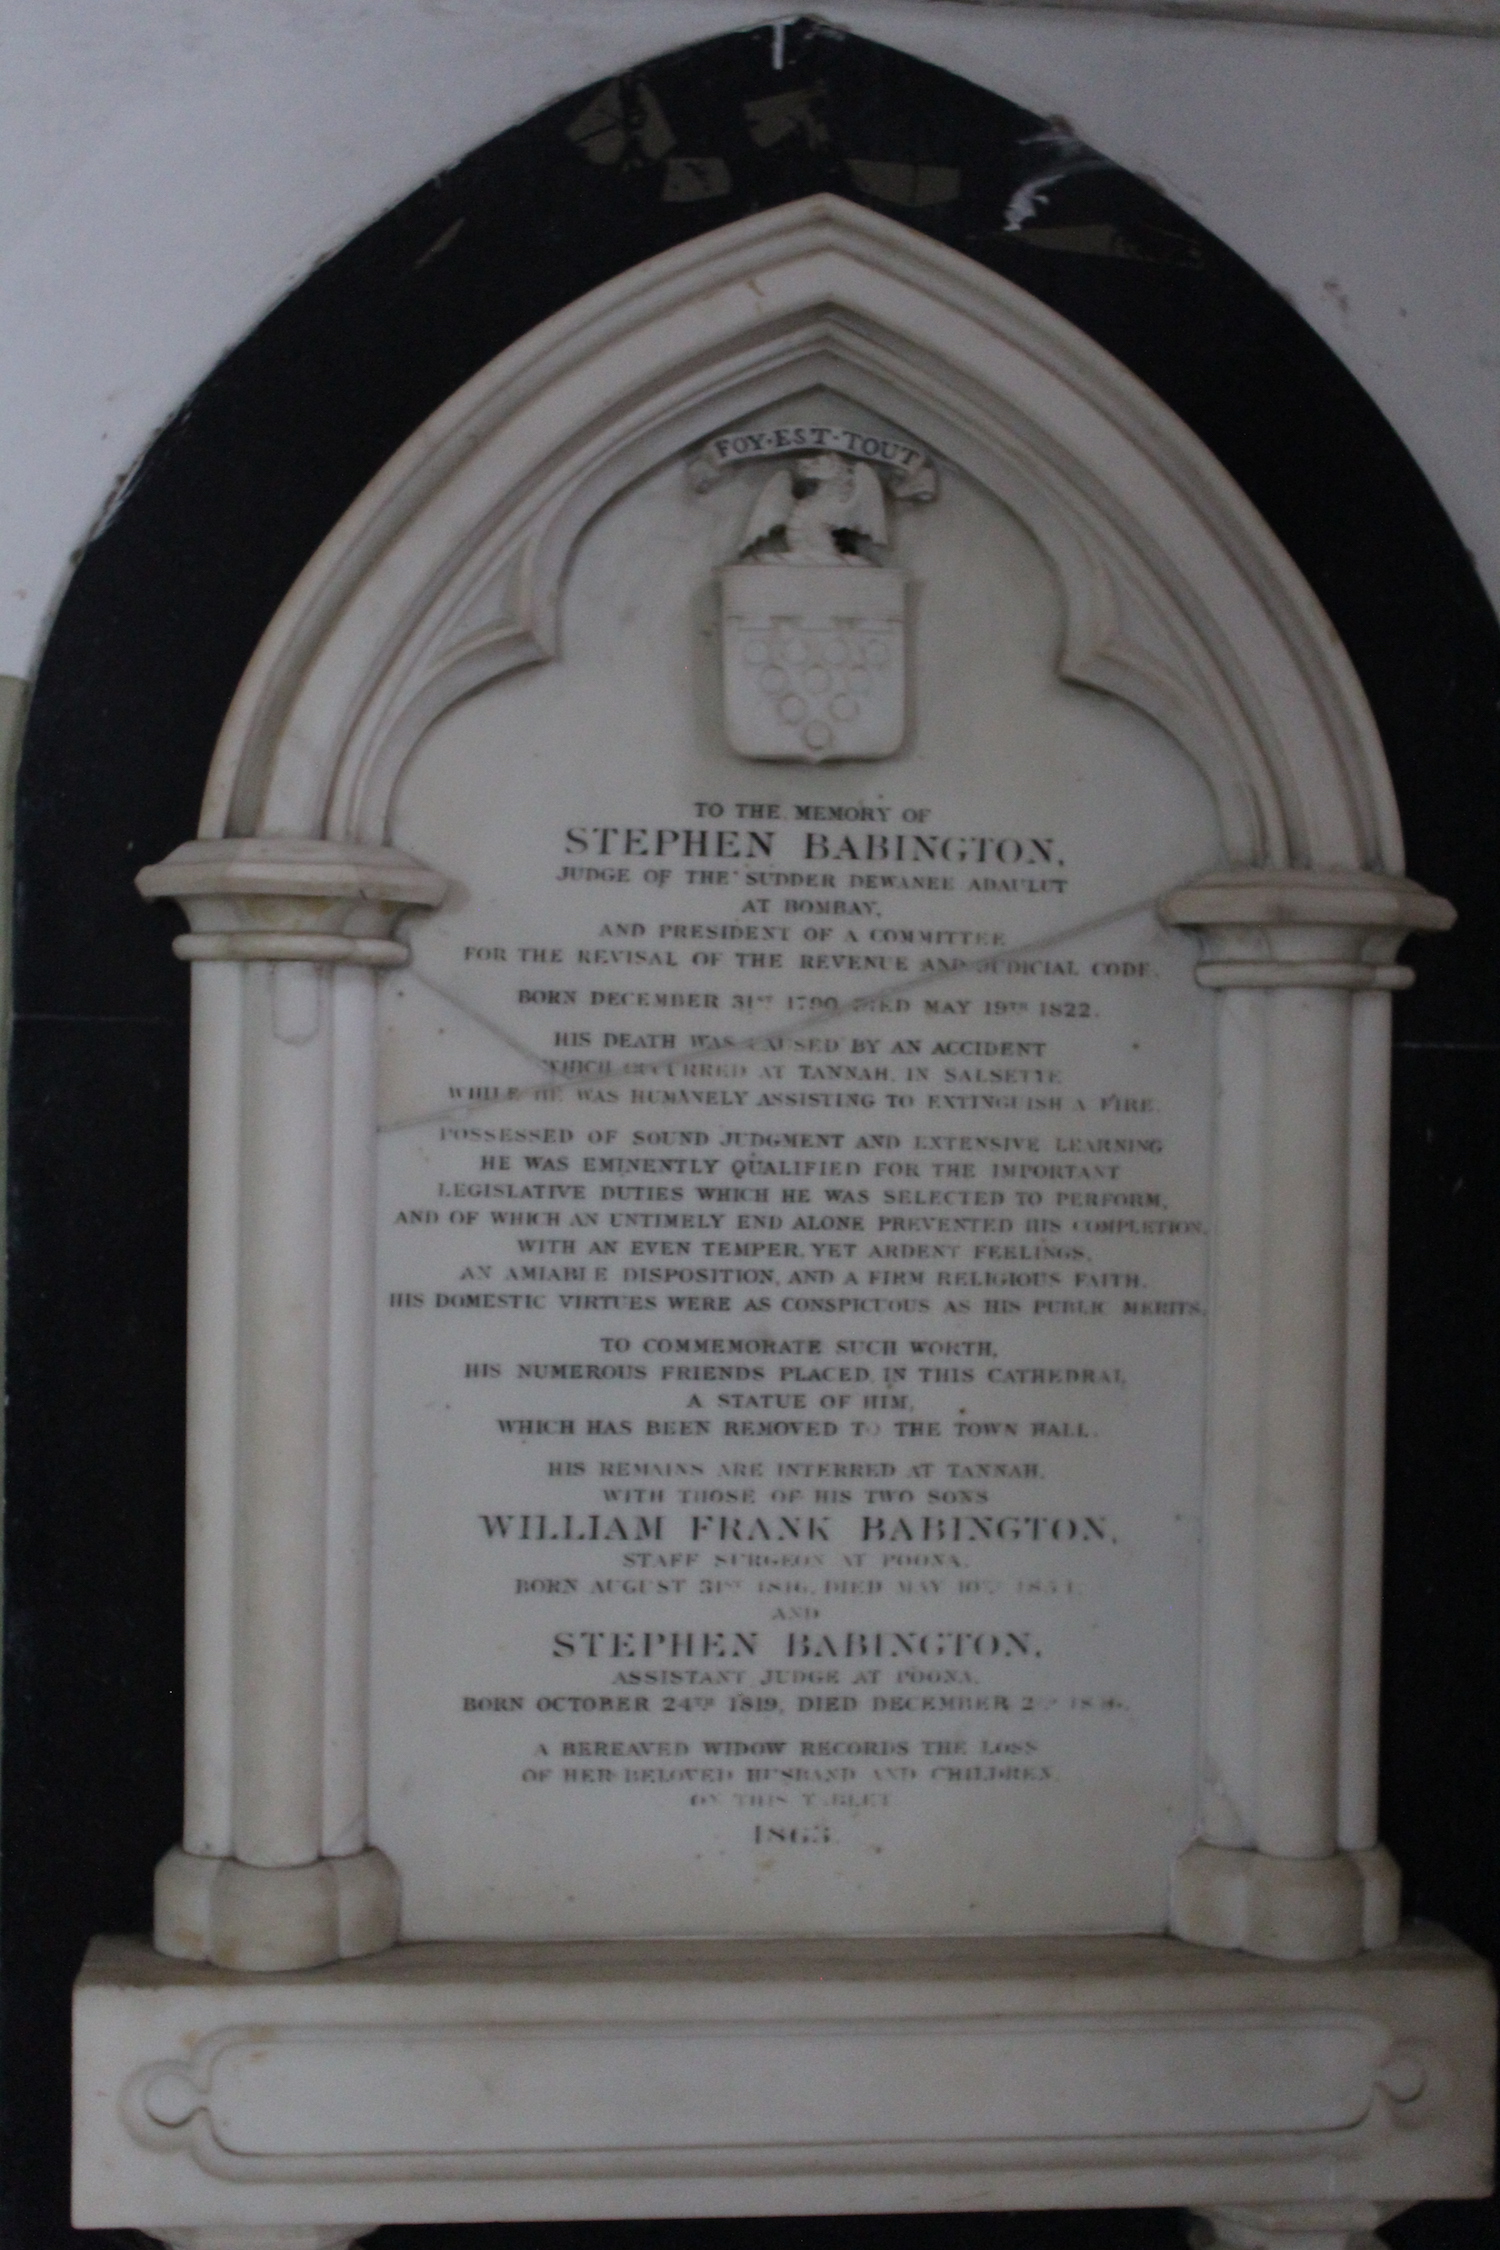 FOY·EST·TOUT
TO THE MEMORY OF
STEPHEN BABINGTON,
JUDGE OF THE SUDDER DEWANEE ADAULUT
AT BOMBAY,
AND PRESIDENT OF A COMMITTEE
FOR THE REVISAL OF THE REVENUE AND JUDICIAL CODE.
BORN DECEMBER 31ST 1790, DIED MAY 19TH 1822.
HIS DEATH WAS CAUSED BY AN ACCIDENT
WHICH OCCURRED AT TANNAH, IN SALSETTE
WHILE HE WAS HUMANELY ASSISTING TO EXTINGUISH A FIRE.
POSSESSED OF SOUND JUDGMENT AND EXTENSIVE LEARNING
HE WAS EMINENTLY QUALIFIED FOR THE IMPORTANT
LEGISLATIVE DUTIES WHICH HE WAS SELECTED TO PERFORM,
AND OF WHICH AN UNTIMELY END ALONE PREVENTED HIS COMPLETION.
WITH AN EVEN TEMPER, YET ARDENT FEELINGS,
AN AMIABLE DISPOSITION, AND A FIRM RELIGIOUS FAITH,
HIS DOMESTIC VIRTUES WERE AS CONSPICUOUS AS HIS PUBLIC MERITS.
TO COMMEMORATE SUCH WORTH,
HIS NUMEROUS FRIENDS PLACED IN THIS CATHEDRAL
A STATUE OF HIM,
WHICH HAS BEEN REMOVED TO THE TOWN HALL.
HIS REMAINS ARE INTERRED AT TANNAH,
WITH THOSE OF HIS TWO SONS
WILLIAM FRANK BABINGTON,
STAFF SURGEON AT POONA,
BORN AUGUST 31ST 1816, DIED MAY 10TH
AND
STEPHEN BABINGTON,
ASSISTANT JUDGE AT POONA,
BORN OCTOBER 24TH 1819, DIED DECEMBER
A BEREAVED WIDOW RECORDS THE LOSS
OF HER BELOVED HUSBAND AND CHILDREN
ON THIS TABLET
1863.